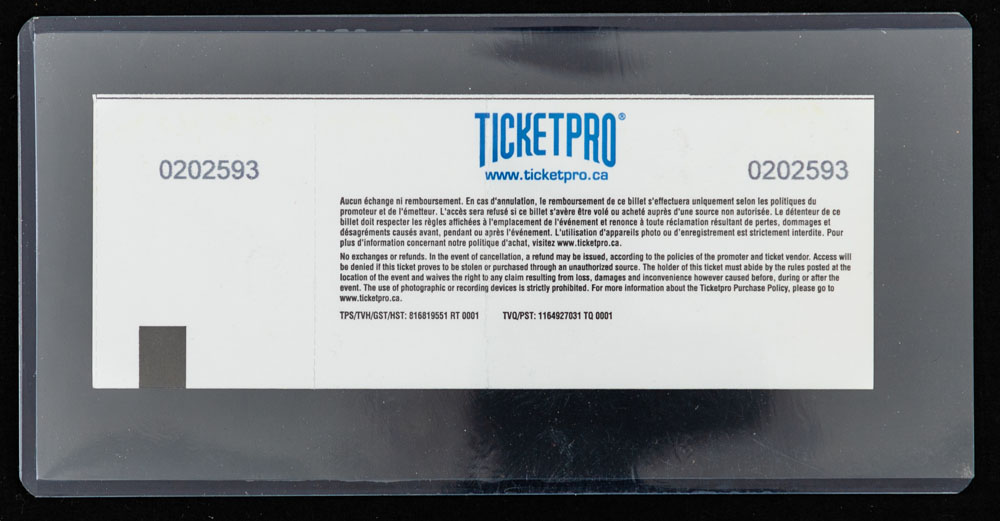 TICKETPRO®
www.ticketpro.ca
0202593
0202593
Aucun échange ni remboursement. En cas d'annulation, le remboursement de ce billet s'effectuera uniquement selon les politiques du
promoteur et de l'émetteur. L'accès sera refusé si ce billet s'avère être volé ou acheté auprès d'une source non autorisée. Le détenteur de ce
billet doit respecter les règles affichées à l'emplacement de l'événement et renonce à toute réclamation résultant de pertes, dommages et
désagréments causés avant, pendant ou après l'événement. L'utilisation d'appareils photo ou d'enregistrement est strictement interdite. Pour
plus d'information concernant notre politique d'achat, visitez www.ticketpro.ca.
No exchanges or refunds. In the event of cancellation, a refund may be issued, according to the policies of the promoter and ticket vendor. Access will
be denied if this ticket proves to be stolen or purchased through an unauthorized source. The holder of this ticket must abide by the rules posted at the
location of the event and waives the right to any claim resulting from loss, damages and inconvenience however caused before, during or after the
event. The use of photographic or recording devices is strictly prohibited. For more information about the Ticketpro Purchase Policy, please go to
www.ticketpro.ca.
TPS/TVH/GST/HST: 816819551 RT 0001 TVQ/PST: 1164927031 TQ 0001